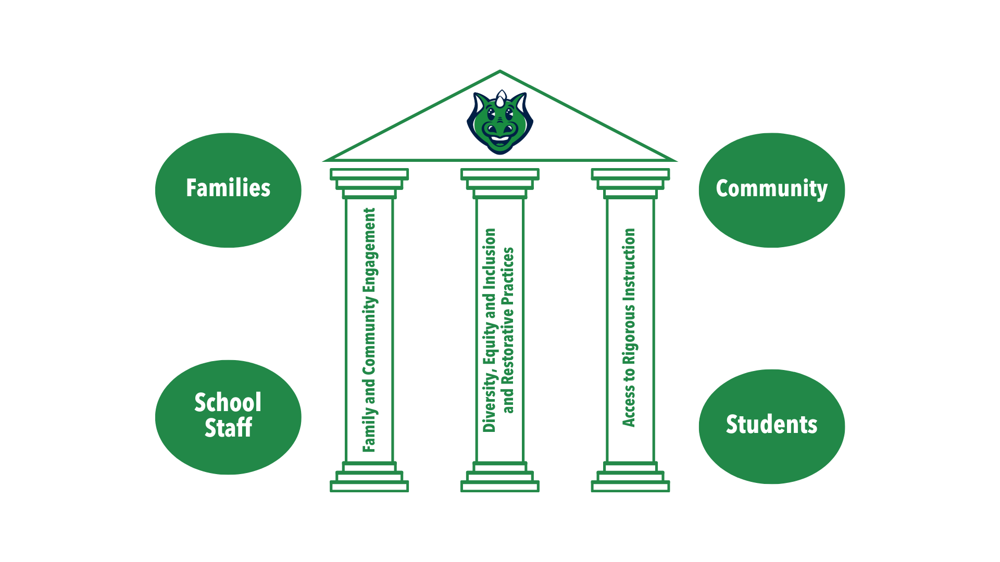 Families
Community
Family and Community Engagement
Diversity, Equity and Inclusion
and Restorative Practices
Access to Rigorous Instruction
School
Staff
Students